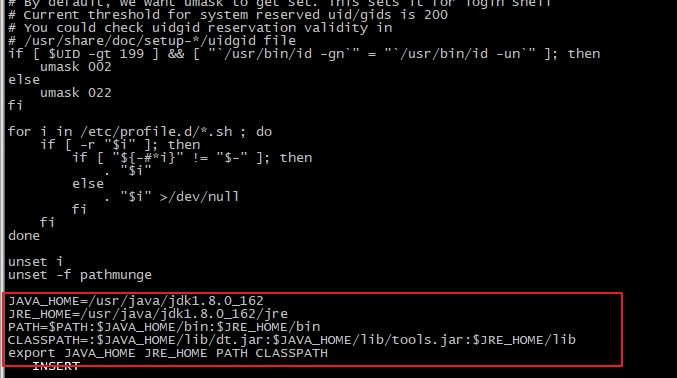 # By default, we want umask to get set. This sets it for login shell
# Current threshold for system reserved uid/gids is 200
# You could check uidgid reservation validity in
# /usr/share/doc/setup-*/uidgid file
if [ $UID -gt 199 ] && [ "`/usr/bin/id -gn`" = "`/usr/bin/id -un`" ]; then
    umask 002
else
    umask 022
fi

for i in /etc/profile.d/*.sh ; do
    if [ -r "$i" ]; then
        if [ "${-#*i}" != "$-" ]; then
            . "$i"
        else
            . "$i" >/dev/null
        fi
    fi
done

unset i
unset -f pathmunge

JAVA_HOME=/usr/java/jdk1.8.0_162
JRE_HOME=/usr/java/jdk1.8.0_162/jre
PATH=$PATH:$JAVA_HOME/bin:$JRE_HOME/bin
CLASSPATH=:$JAVA_HOME/lib/dt.jar:$JAVA_HOME/lib/tools.jar:$JRE_HOME/lib
export JAVA_HOME JRE_HOME PATH CLASSPATH
INSERT